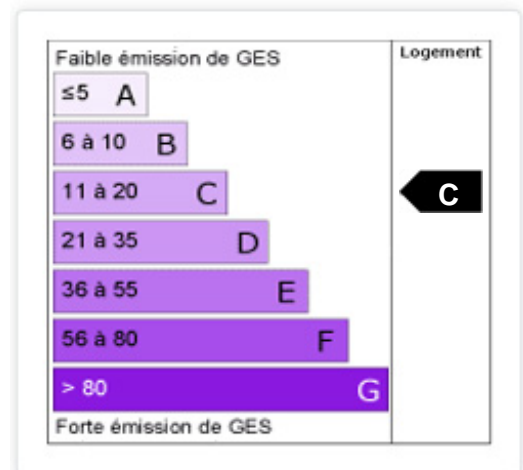 Faible émission de GES
Logement
≤5 A
6 à 10 B
11 à 20 C
C
21 à 35 D
36 à 55 E
56 à 80 F
> 80 G
Forte émission de GES